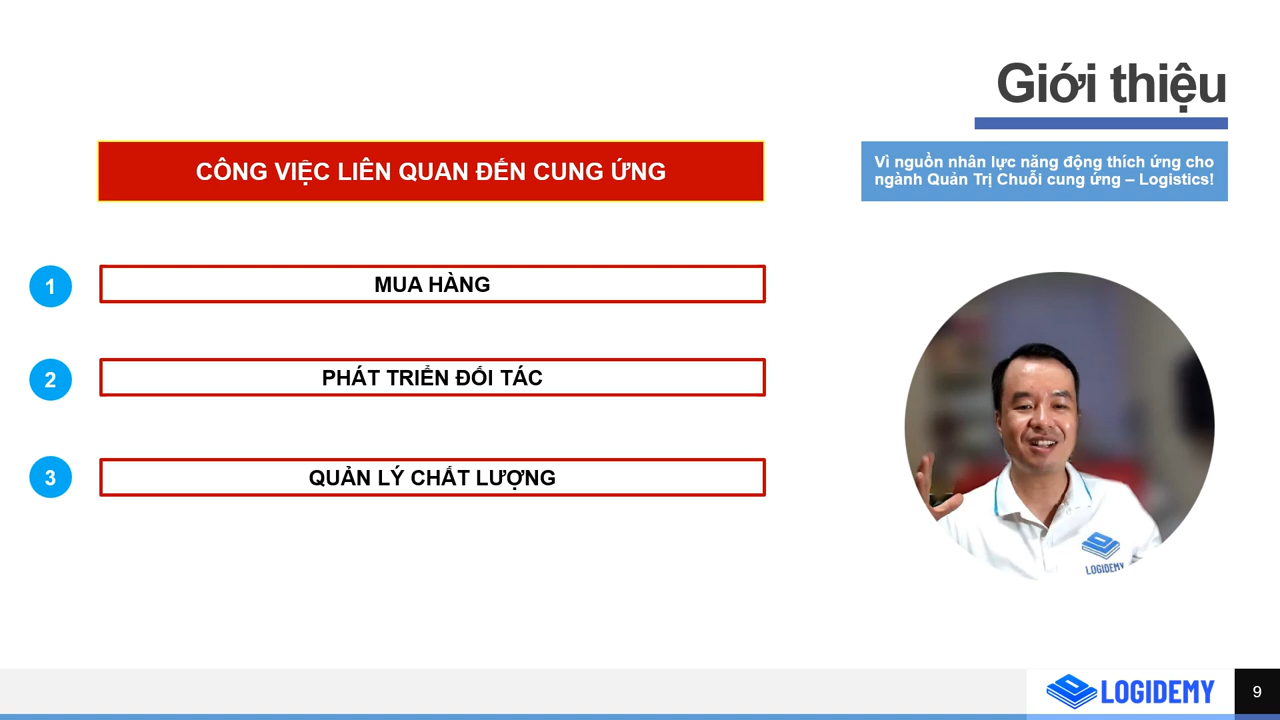 Giới thiệu
CÔNG VIỆC LIÊN QUAN ĐẾN CUNG ỨNG
Vì nguồn nhân lực năng động thích ứng cho
ngành Quản Trị Chuỗi cung ứng – Logistics!
1
MUA HÀNG
2
PHÁT TRIỂN ĐỐI TÁC
3
QUẢN LÝ CHẤT LƯỢNG
LOGIDEMY
LOGIDEMY
9